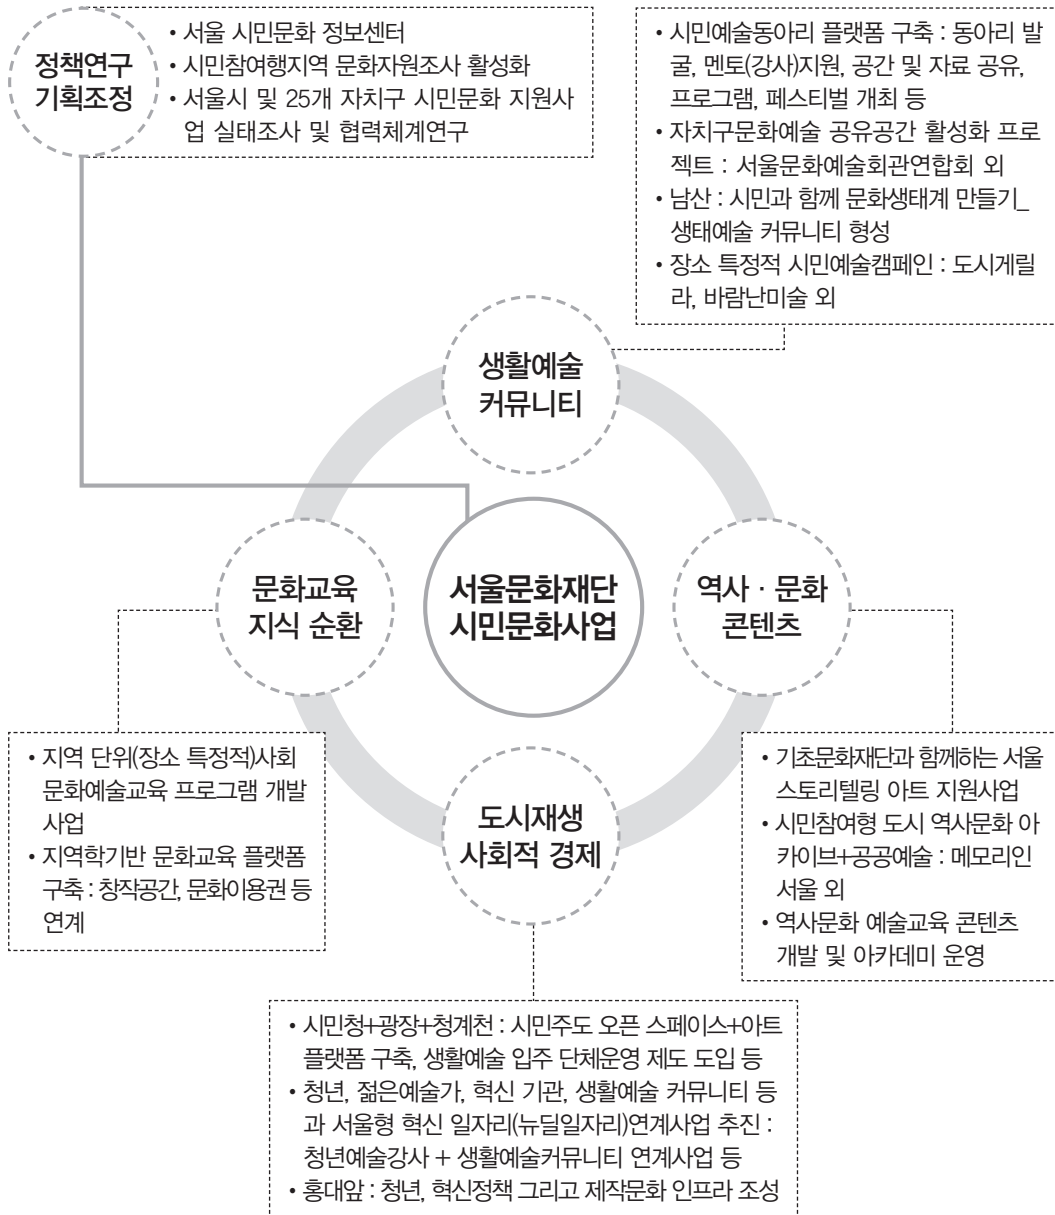 정책연구
기획조정
• 서울 시민문화 정보센터
• 시민참여행지역 문화자원조사 활성화
• 서울시 및 25개 자치구 시민문화 지원사
업 실태조사 및 협력체계연구
• 시민예술동아리 플랫폼 구축 : 동아리 발
굴, 멘토(강사)지원, 공간 및 자료 공유,
프로그램, 페스티벌 개최 등
• 자치구문화예술 공유공간 활성화 프로
젝트 : 서울문화예술회관연합회 외
• 남산 : 시민과 함께 문화생태계 만들기_
생태예술 커뮤니티 형성
• 장소 특정적 시민예술캠페인 : 도시게릴
라, 바람난미술 외
생활예술
커뮤니티
문화교육
지식 순환
서울문화재단
시민문화사업
역사 · 문화
콘텐츠
도시재생
사회적 경제
• 지역 단위(장소 특정적)사회
문화예술교육 프로그램 개발
사업
• 지역학기반 문화교육 플랫폼
구축 : 창작공간, 문화이용권 등
연계
• 기초문화재단과 함께하는 서울
스토리텔링 아트 지원사업
• 시민참여형 도시 역사문화 아
카이브+공공예술 : 메모리인
서울 외
• 역사문화 예술교육 콘텐츠
개발 및 아카데미 운영
• 시민청+광장+청계천 : 시민주도 오픈 스페이스+아트
플랫폼 구축, 생활예술 입주 단체운영 제도 도입 등
• 청년, 젊은예술가, 혁신 기관, 생활예술 커뮤니티 등
과 서울형 혁신 일자리(뉴딜일자리)연계사업 추진 :
청년예술강사 + 생활예술커뮤니티 연계사업 등
• 홍대앞 : 청년, 혁신정책 그리고 제작문화 인프라 조성